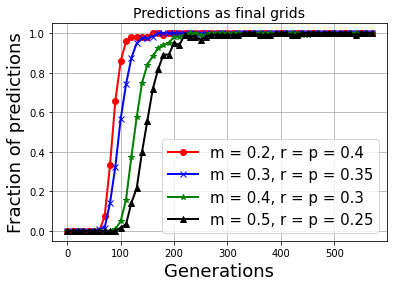 Predictions as final grids
Fraction of predictions
1.0
0.8
0.6
0.4
0.2
0.0
m = 0.2, r = p = 0.4
m = 0.3, r = p = 0.35
m = 0.4, r = p = 0.3
m = 0.5, r = p = 0.25
0 100 200 300 400 500
Generations